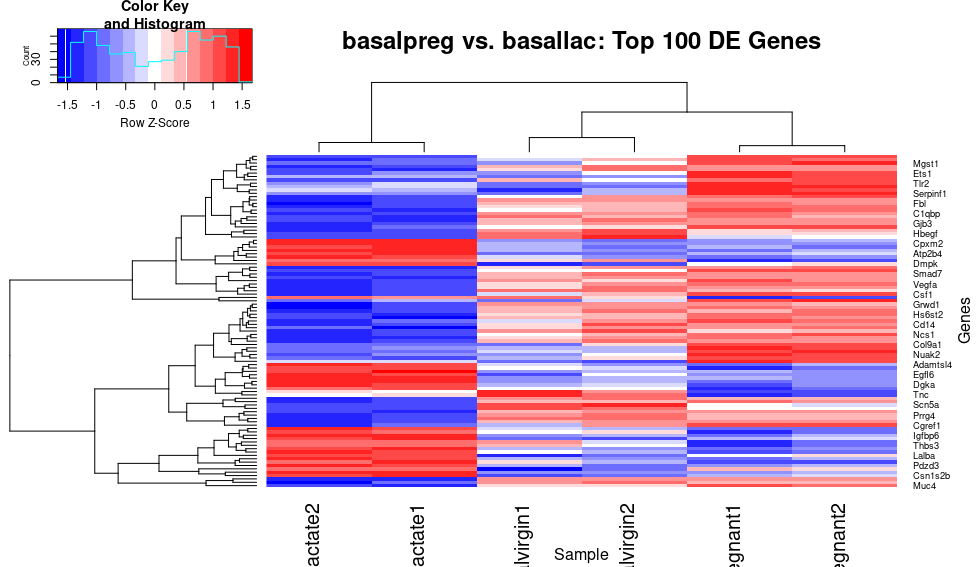 Color Key
and Histogram
Count
0 30
-1.5 -1 -0.5 0 0.5 1 1.5
Row Z-Score
basalpreg vs. basallac: Top 100 DE Genes
Mgst1
Ets1
Tlr2
Serpinf1
Fbl
C1qbp
Gjb3
Hbegf
Cpxm2
Atp2b4
Dmpk
Smad7
Vegfa
Csf1
Grwd1
Hs6st2
Cd14
Ncs1
Col9a1
Nuak2
Adamtsl4
Egfl6
Dgka
Tnc
Scn5a
Prrg4
Cgref1
Igfbp6
Thbs3
Lalba
Pdzd3
Csn1s2b
Muc4
Genes
actate2 actate1 lvirgin1 lvirgin2 egnant1 egnant2
Sample